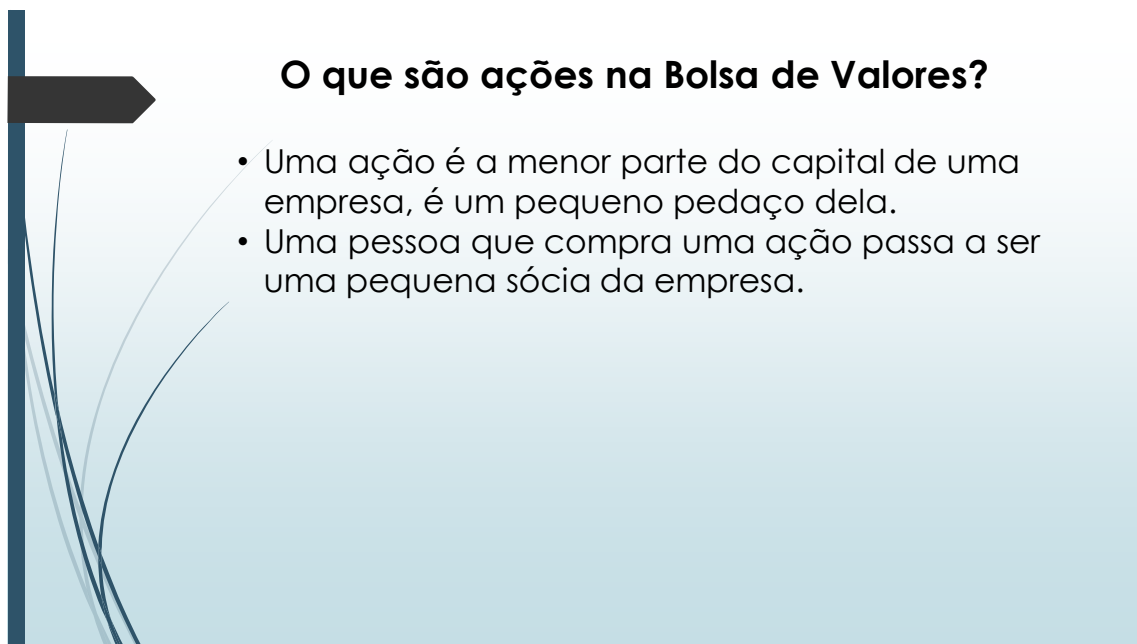 O que são ações na Bolsa de Valores?
• Uma ação é a menor parte do capital de uma
empresa, é um pequeno pedaço dela.
• Uma pessoa que compra uma ação passa a ser
uma pequena sócia da empresa.